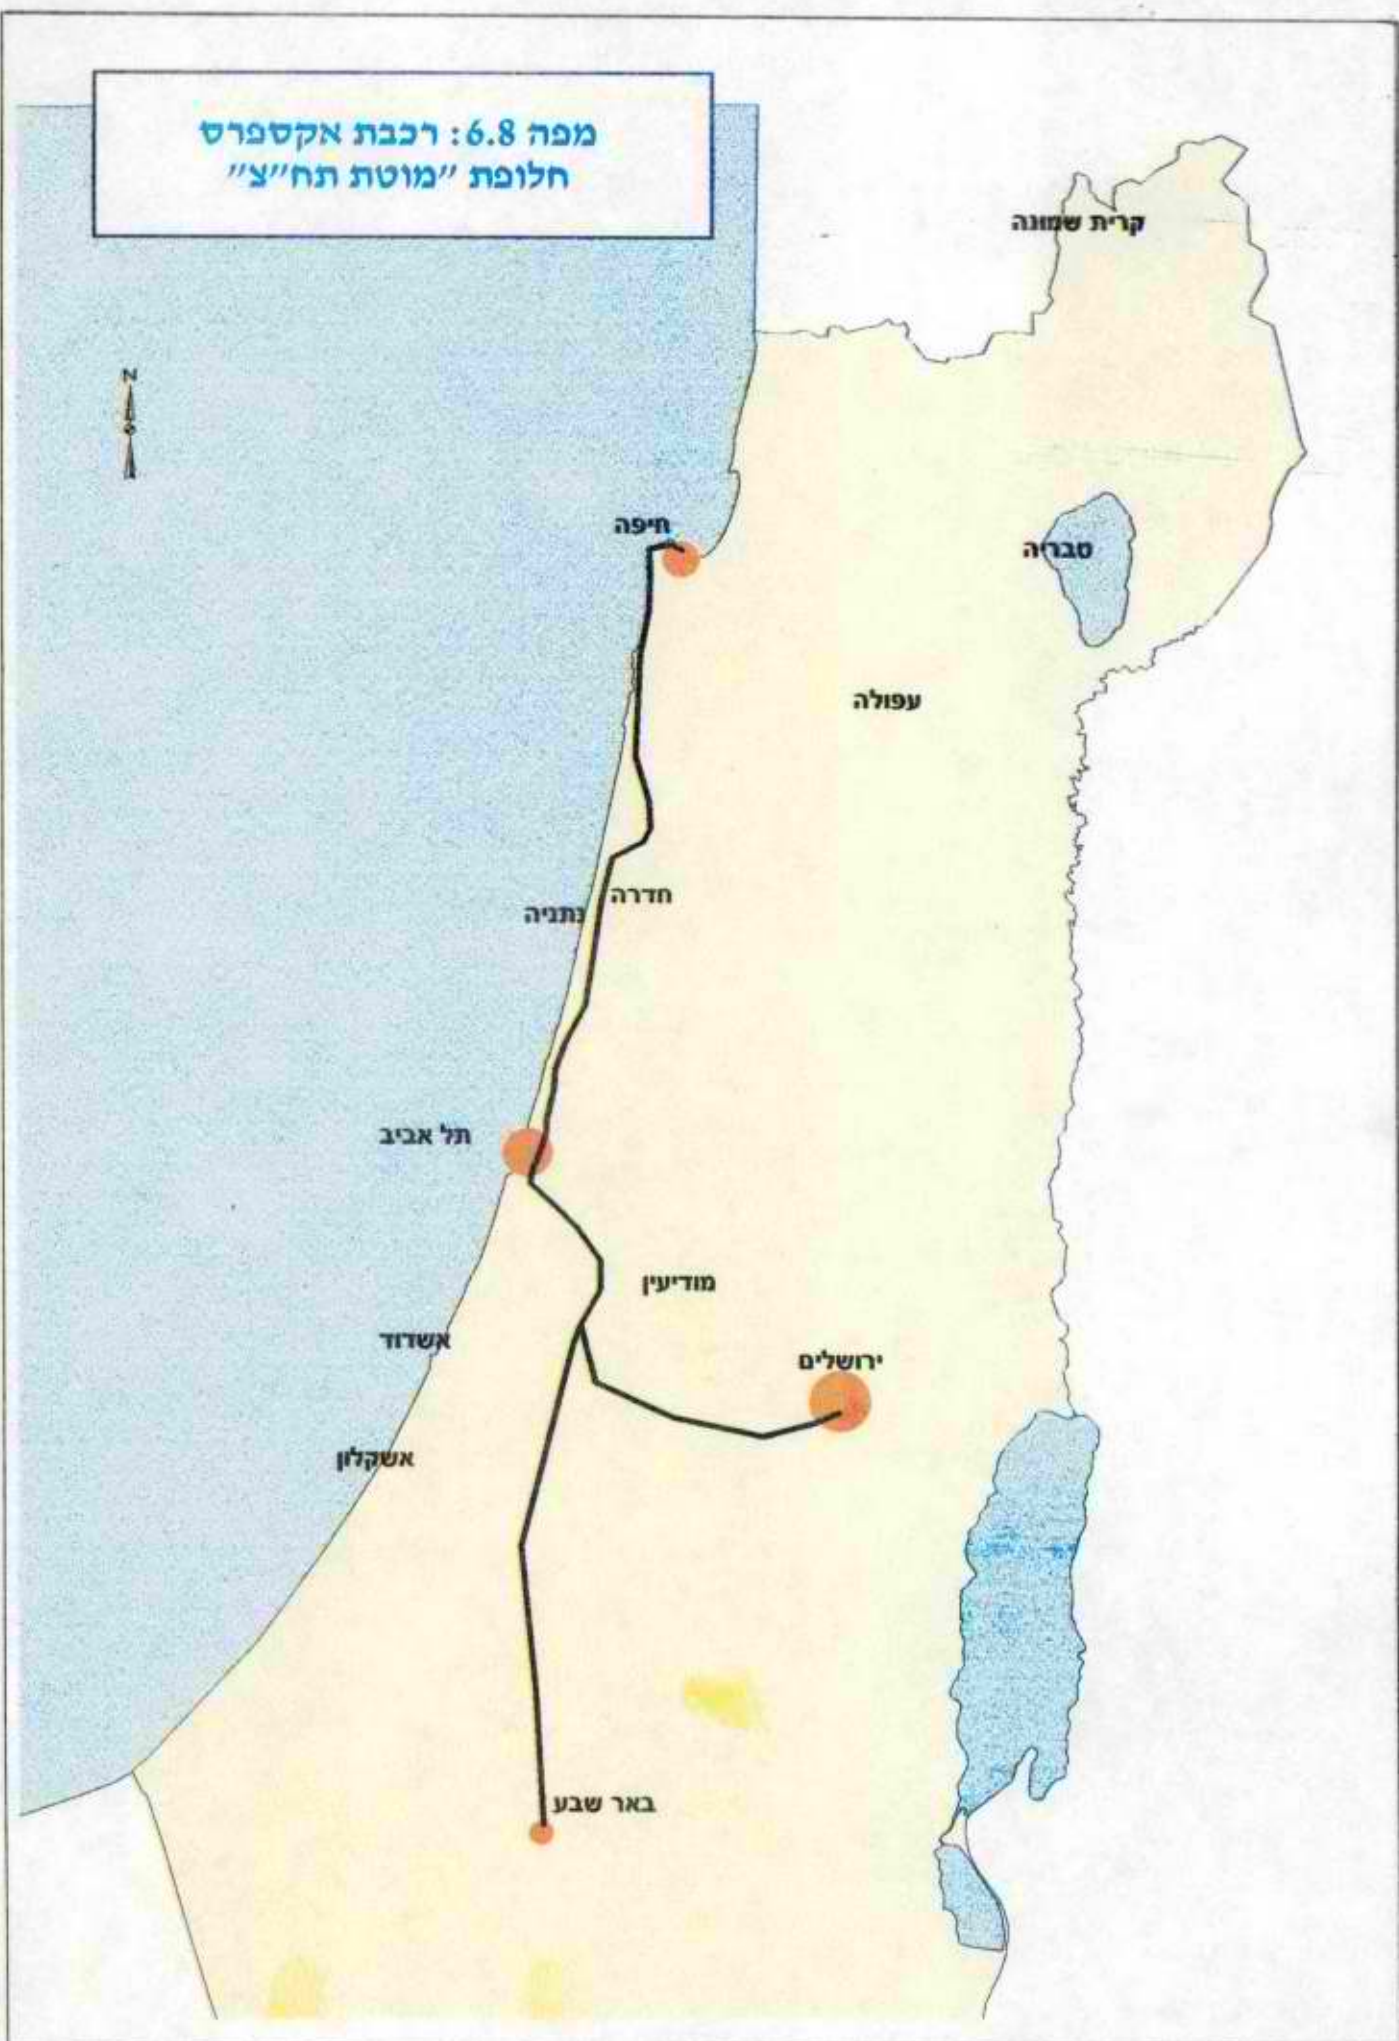 מפה 6.8: רכבת אקספרס
חלופת "מוטת תח"צ"
קרית שמונה
N
חיפה
טבריה
עפולה
חדרה
נתניה
תל אביב
מודיעין
אשדוד
ירושלים
אשקלון
באר שבע